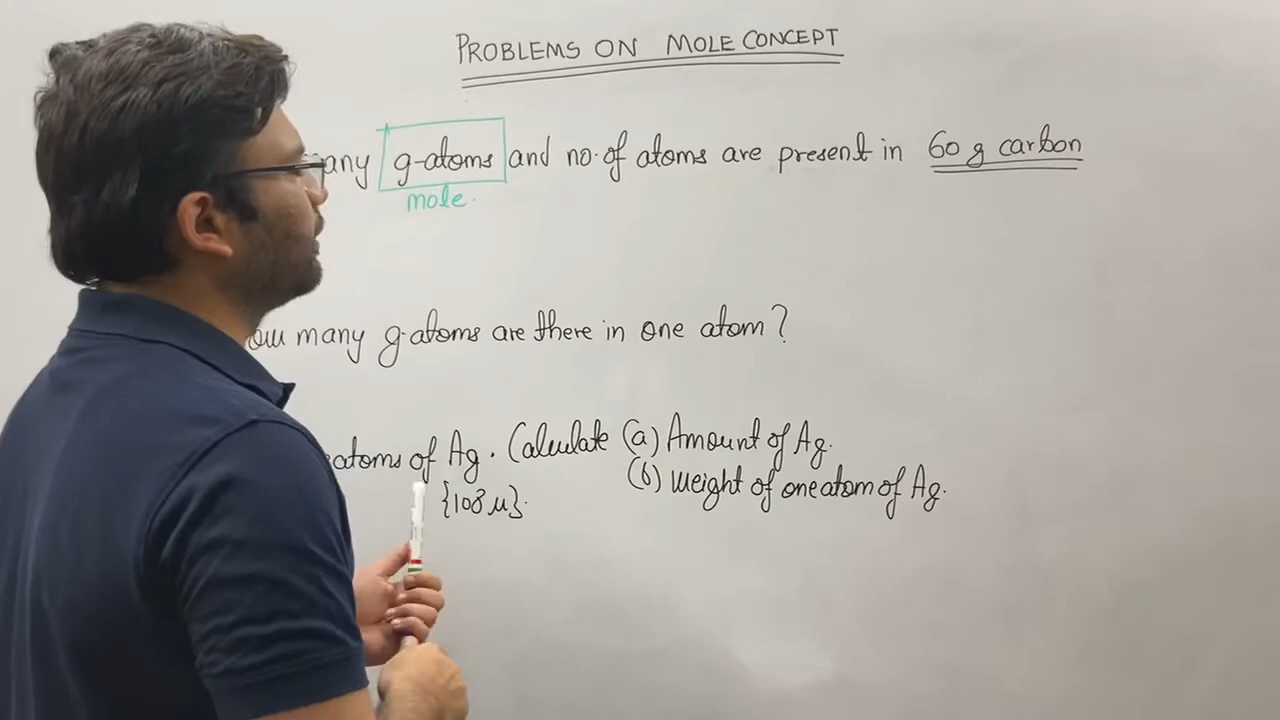 PROBLEMS ON MOLE CONCEPT
many g-atoms and no. of atoms are present in 60 g carbon
mole.
ow many g-atoms are there in one atom?
atoms of Ag. Calculate (a) Amount of Ag.
{108 u}. (b) weight of one atom of Ag.